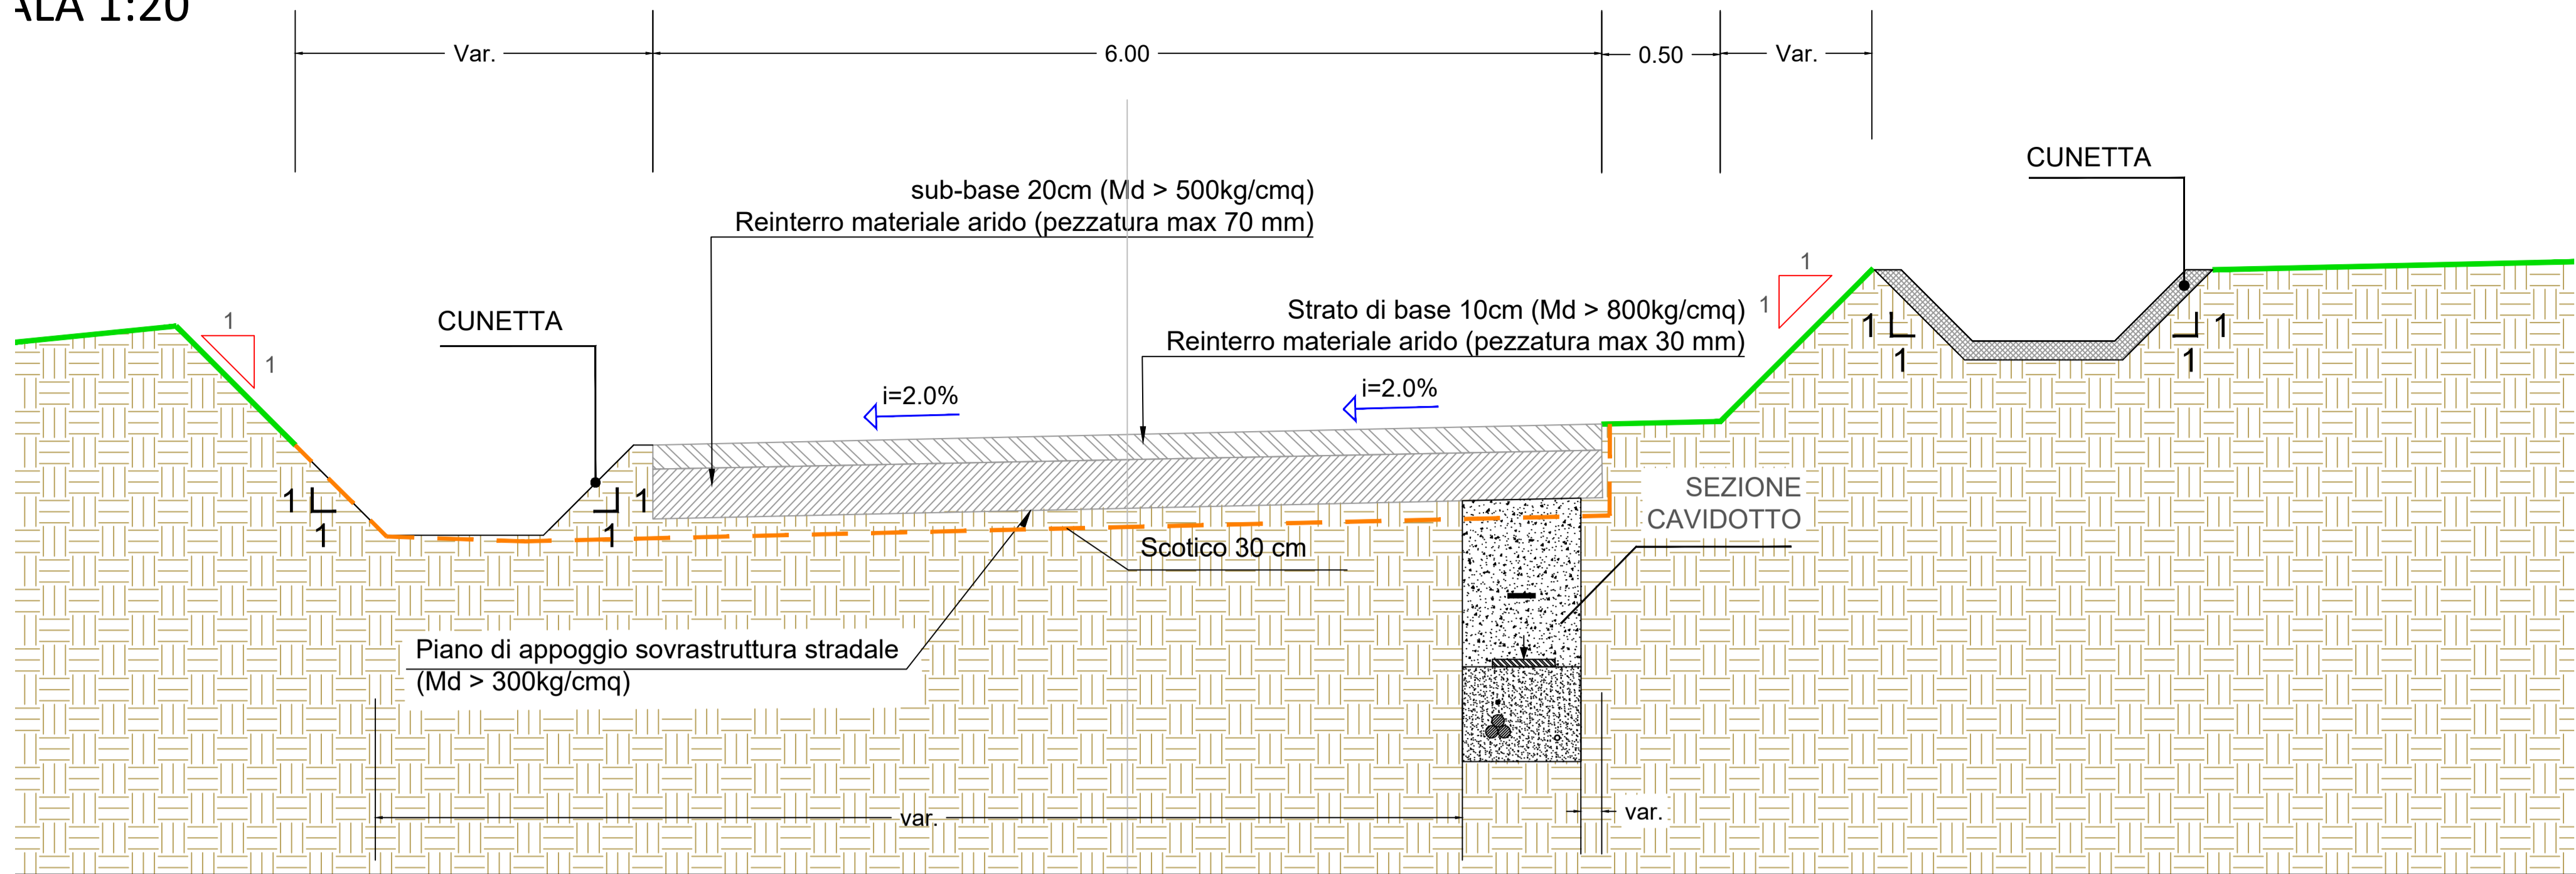 1:20
Var.
6.00
0.50
Var.
CUNETTA
sub-base 20cm (Md > 500kg/cmq)
Reinterro materiale arido (pezzatura max 70 mm)
1
1
Strato di base 10cm (Md > 800kg/cmq)
Reinterro materiale arido (pezzatura max 30 mm)
1
1
CUNETTA
1
1
1
1
i=2.0%
i=2.0%
1
1
1
1
SEZIONE
CAVIDOTTO
Scotico 30 cm
Piano di appoggio sovrastruttura stradale
(Md > 300kg/cmq)
var.
var.